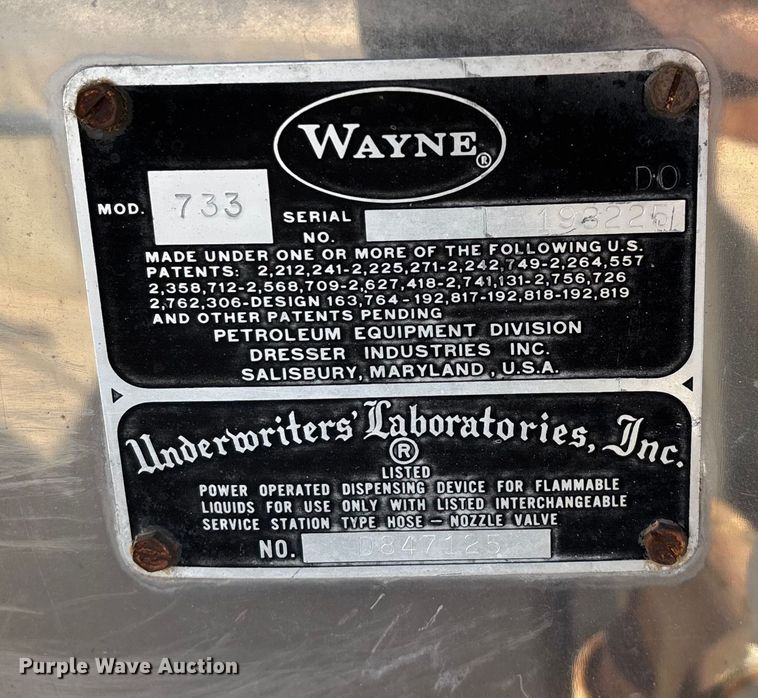 WAYNE ®
DO
MOD. 733
SERIAL NO. 193225
MADE UNDER ONE OR MORE OF THE FOLLOWING U.S.
PATENTS: 2,212,241-2,225,271-2,242,749-2,264,557
2,358,712-2,568,709-2,627,418-2,741,131-2,756,726
2,762,306-DESIGN 163,764-192,817-192,818-192,819
AND OTHER PATENTS PENDING
PETROLEUM EQUIPMENT DIVISION
DRESSER INDUSTRIES INC.
SALISBURY, MARYLAND, U.S.A.
Underwriters' Laboratories, Inc.
®
LISTED
POWER OPERATED DISPENSING DEVICE FOR FLAMMABLE
LIQUIDS FOR USE ONLY WITH LISTED INTERCHANGEABLE
SERVICE STATION TYPE HOSE – NOZZLE VALVE
NO. D847125
Purple Wave Auction